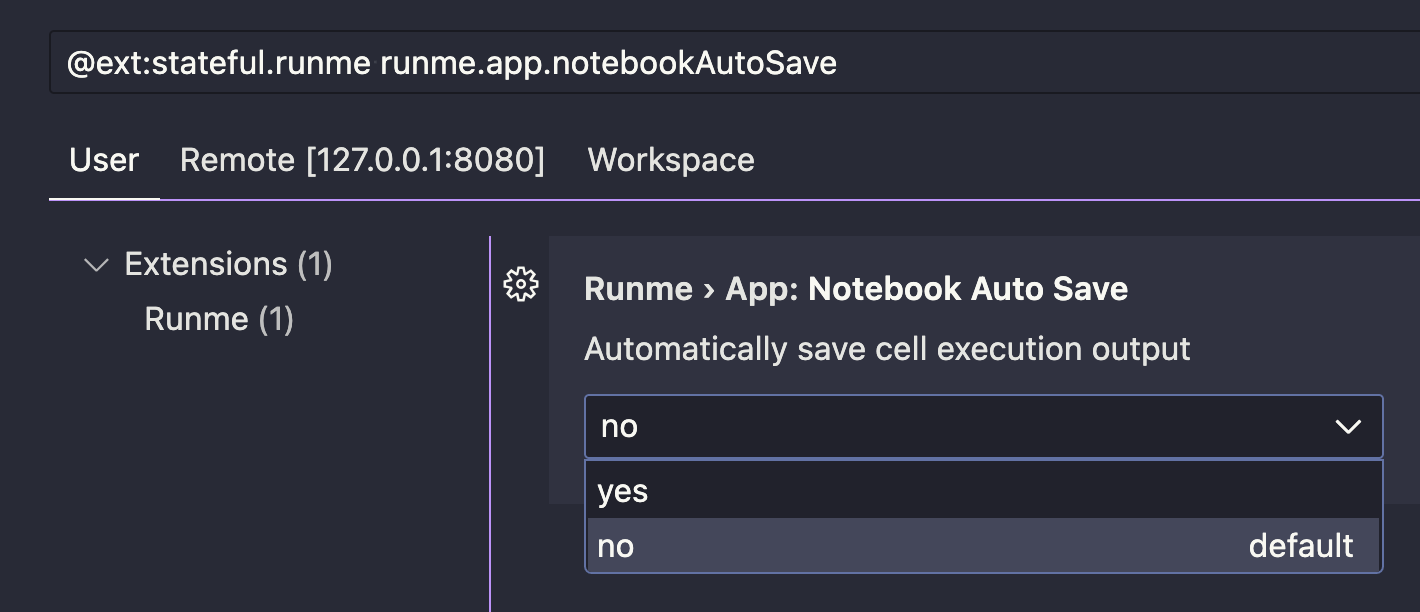 @ext:stateful.runme runme.app.notebookAutoSave
User Remote [127.0.0.1:8080] Workspace
Extensions (1)
Runme (1)
Runme › App: Notebook Auto Save
Automatically save cell execution output
no
yes
no default